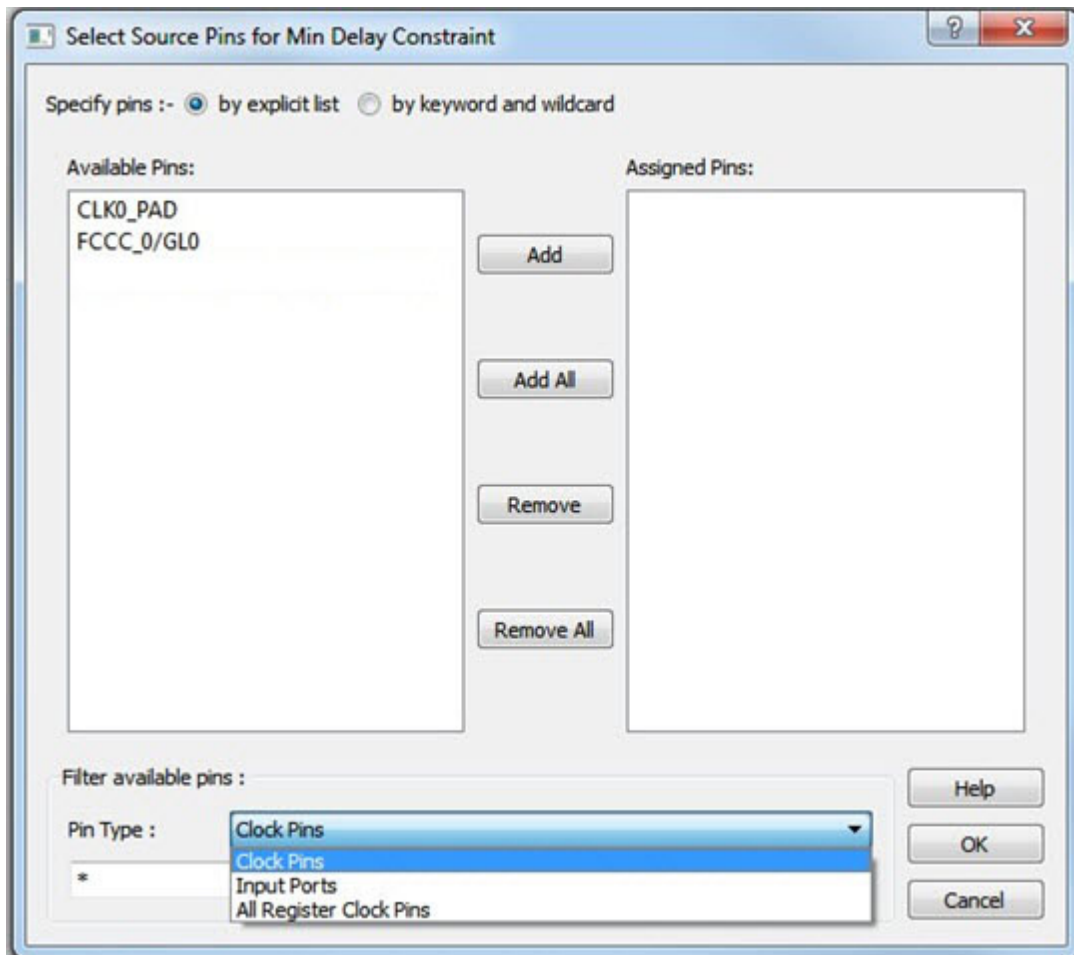 Select Source Pins for Min Delay Constraint
Specify pins :- by explicit list by keyword and wildcard
Available Pins:
CLK0_PAD
FCCC_0/GL0
Add
Add All
Remove
Remove All
Assigned Pins:
Filter available pins :
Pin Type : Clock Pins
Clock Pins
Input Ports
All Register Clock Pins
*
Help
OK
Cancel